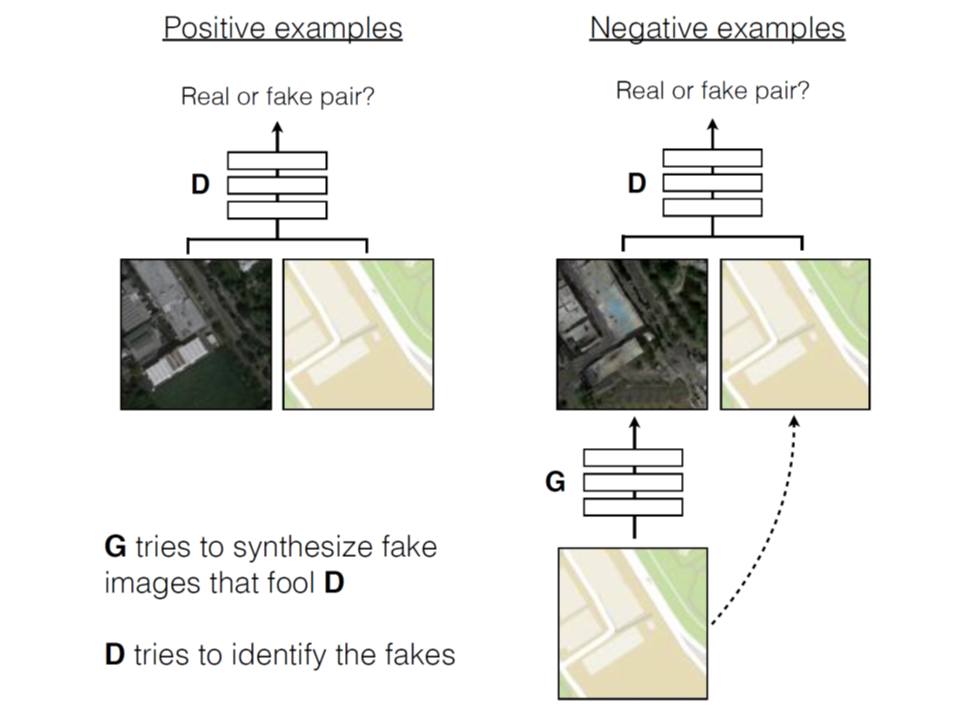 Positive examples
Negative examples
Real or fake pair?
Real or fake pair?
D
D
G
G tries to synthesize fake
images that fool D
D tries to identify the fakes